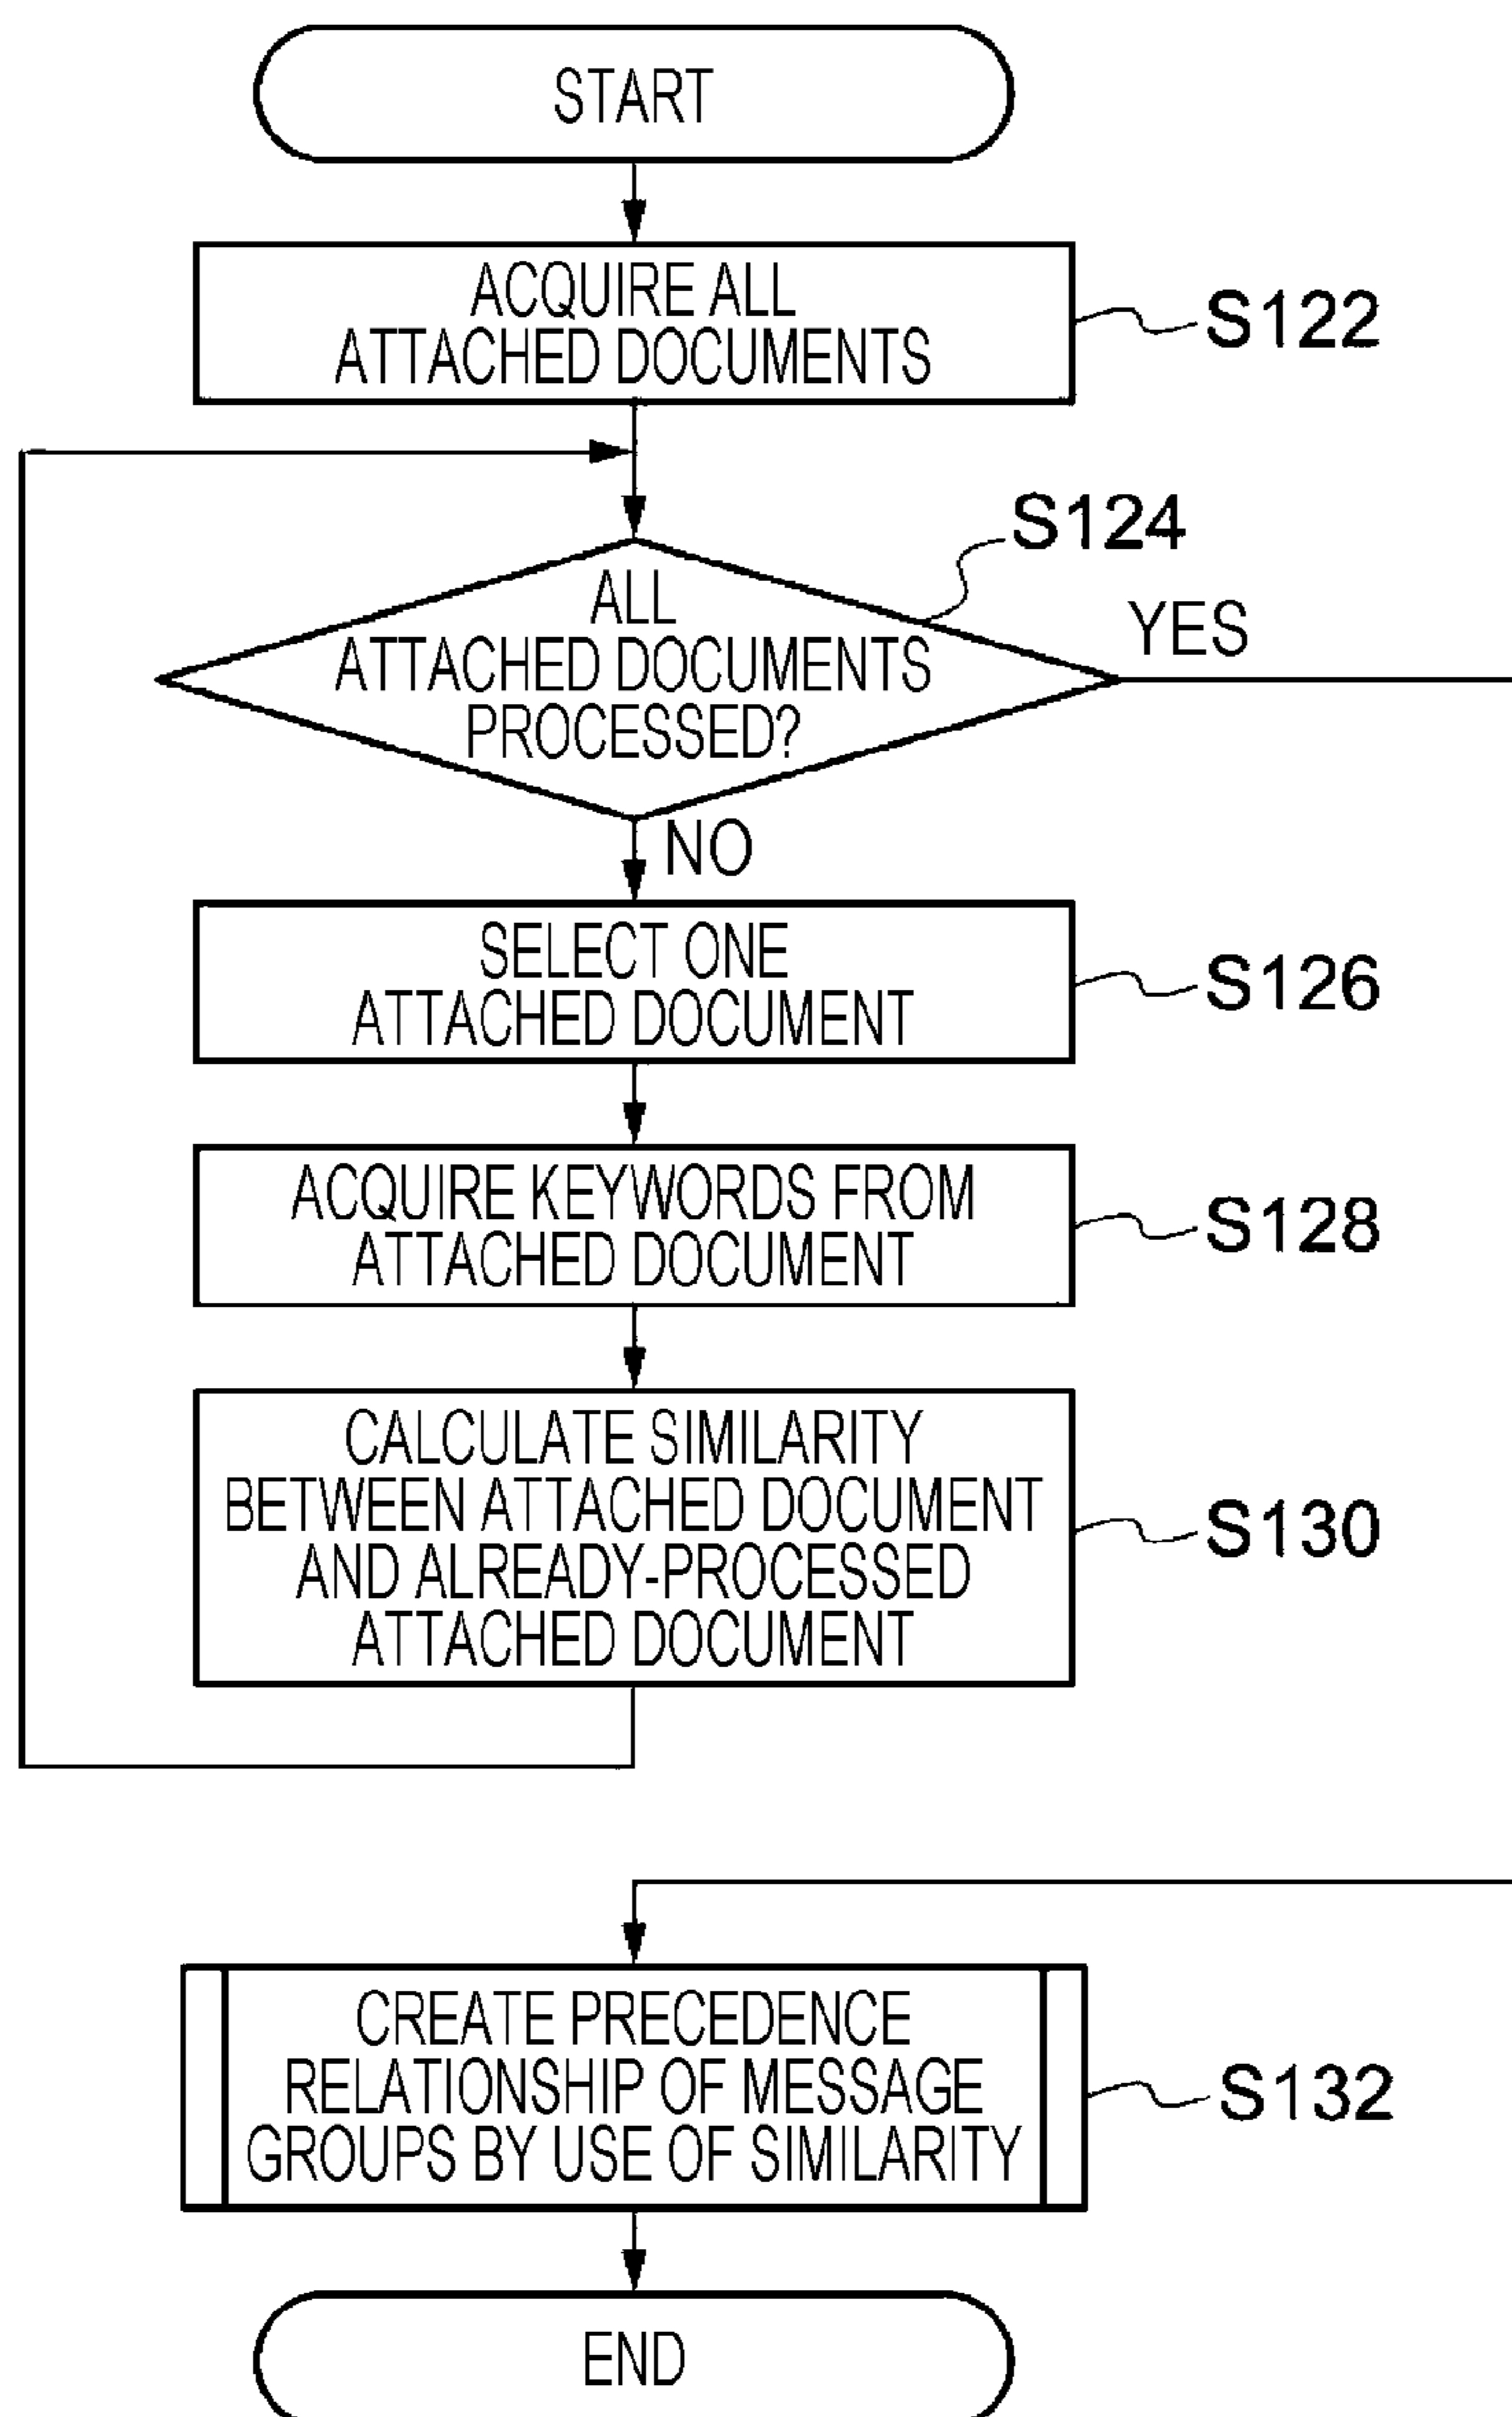 START
ACQUIRE ALL
ATTACHED DOCUMENTS
S122
S124
ALL
ATTACHED DOCUMENTS
PROCESSED?
YES
NO
SELECT ONE
ATTACHED DOCUMENT
S126
ACQUIRE KEYWORDS FROM
ATTACHED DOCUMENT
S128
CALCULATE SIMILARITY
BETWEEN ATTACHED DOCUMENT
AND ALREADY-PROCESSED
ATTACHED DOCUMENT
S130
CREATE PRECEDENCE
RELATIONSHIP OF MESSAGE
GROUPS BY USE OF SIMILARITY
S132
END